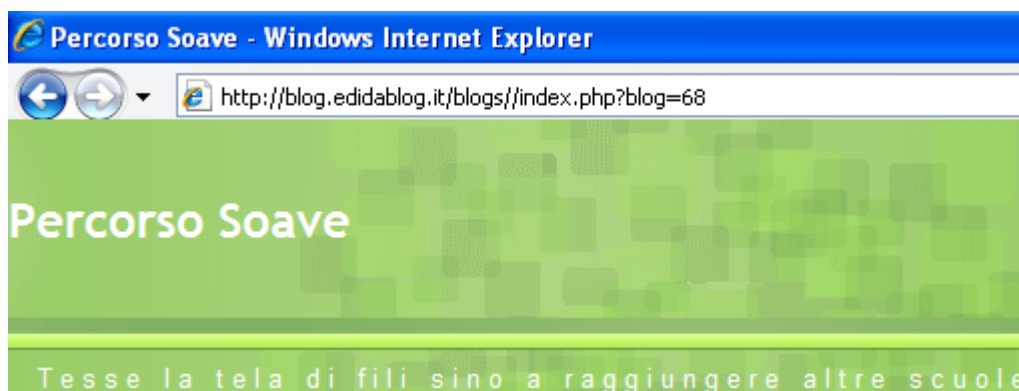 Percorso Soave - Windows Internet Explorer
http://blog.edidablog.it/blogs//index.php?blog=68
Percorso Soave
Tesse la tela di fili sino a raggiungere altre scuole